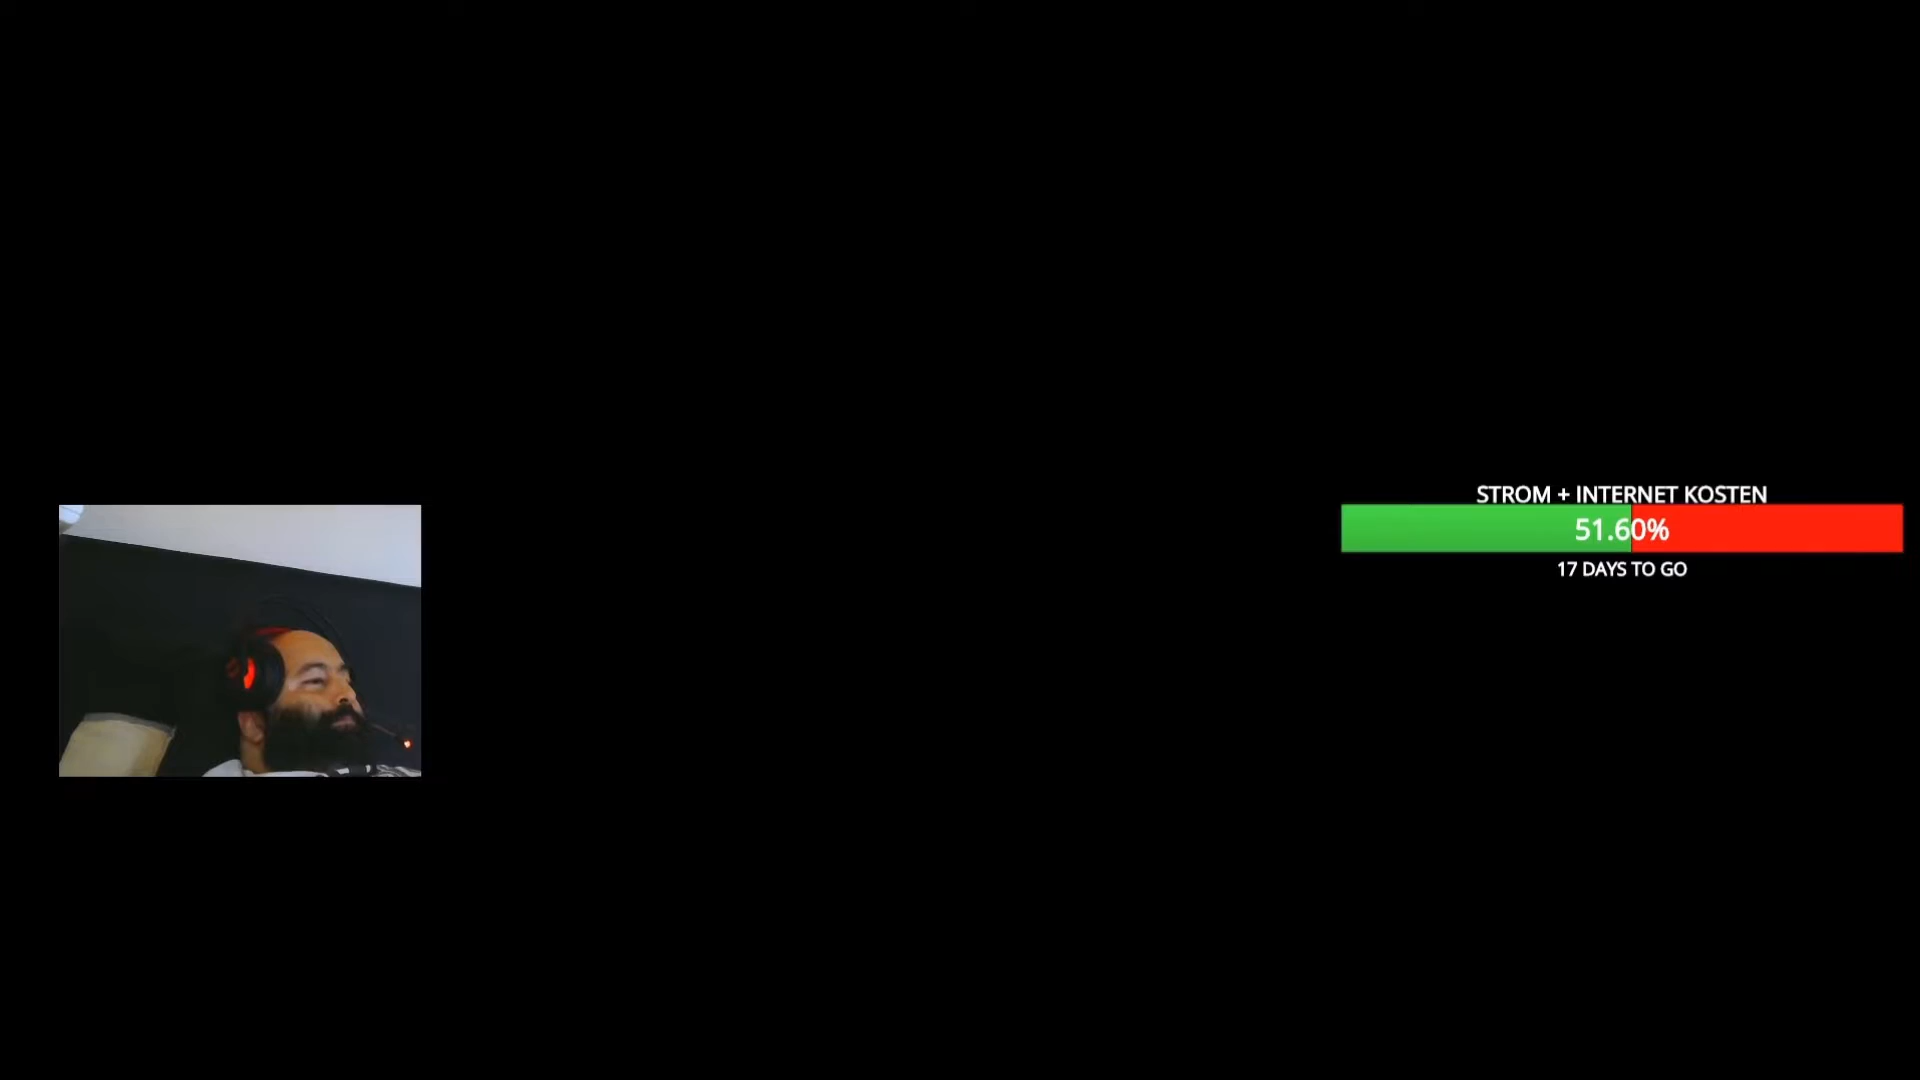 STROM + INTERNET KOSTEN
51.60%
17 DAYS TO GO